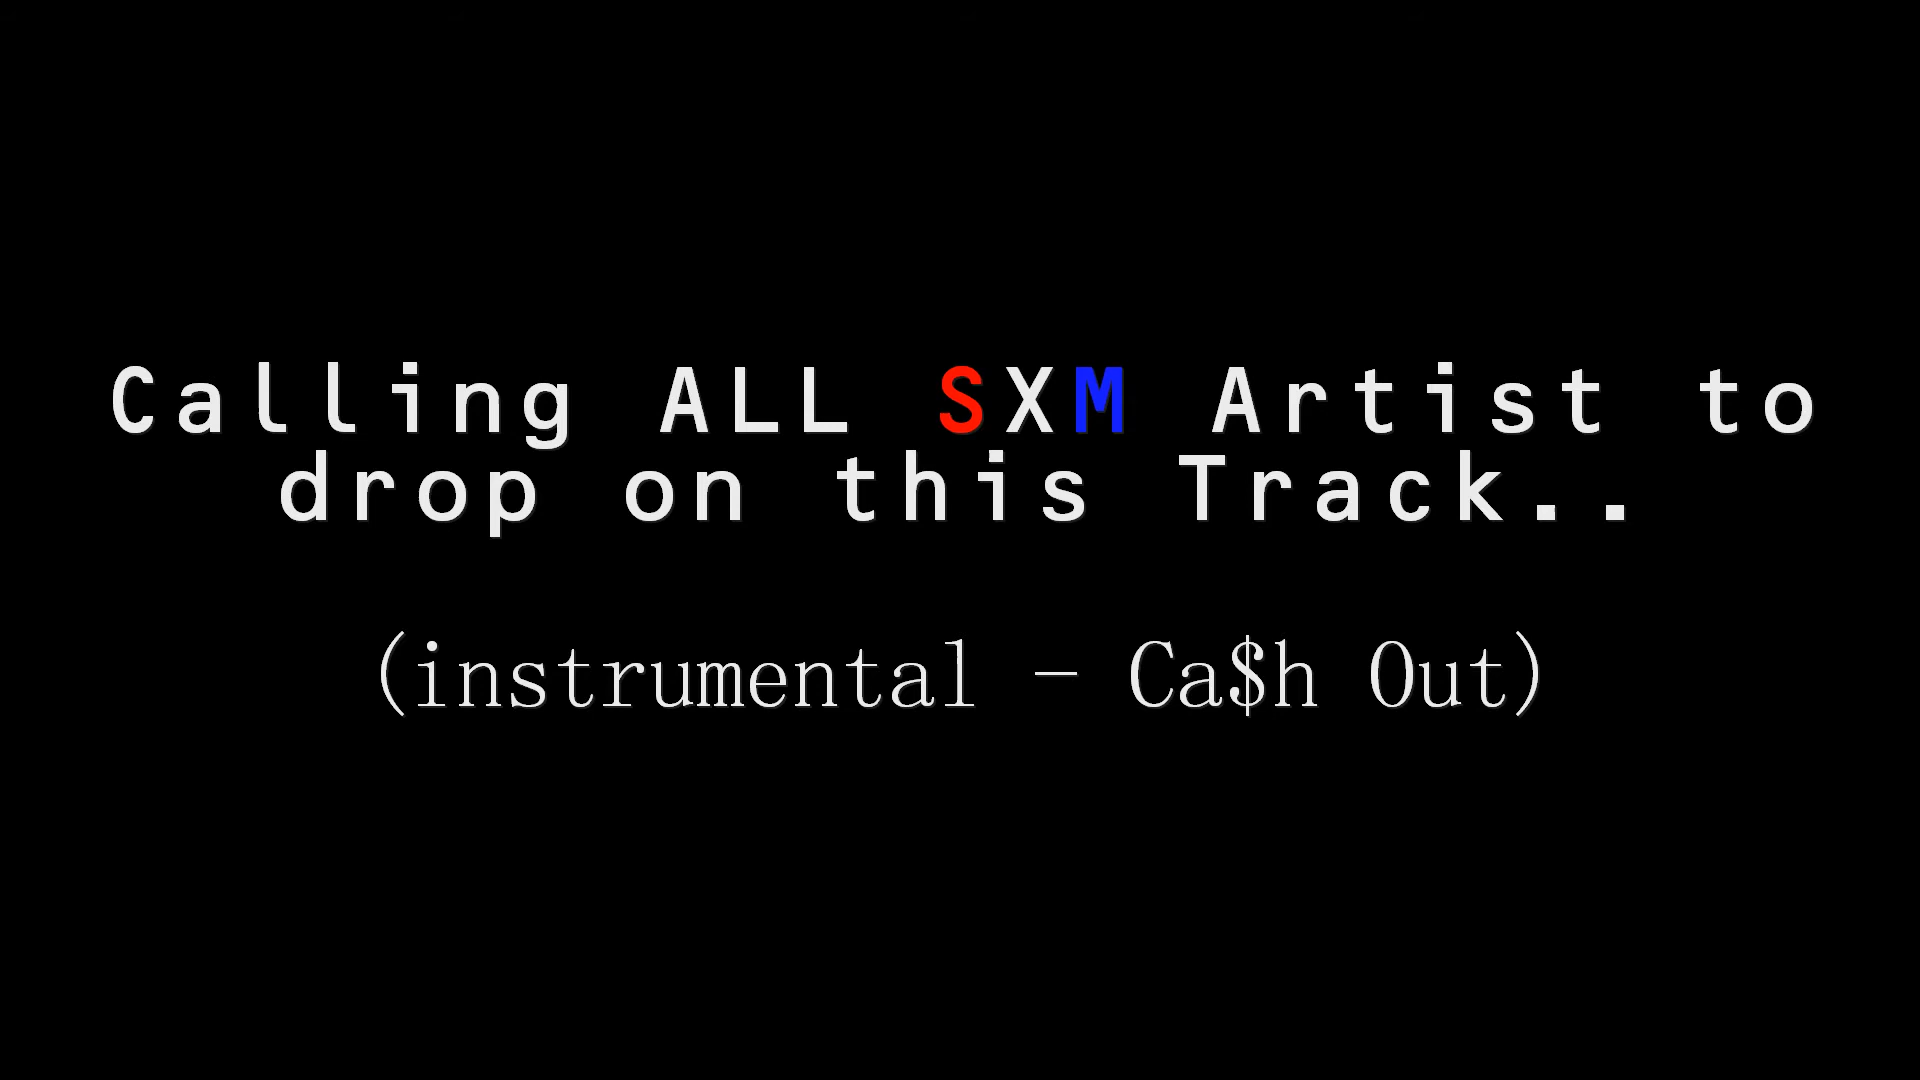 Calling ALL SXM Artist to
drop on this Track..
(instrumental - Ca$h Out)